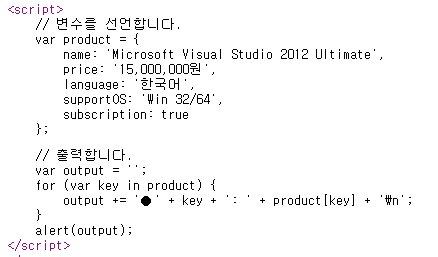 <script>
// 변수를 선언합니다.
var product = {
name: 'Microsoft Visual Studio 2012 Ultimate',
price: '15,000,000원',
language: '한국어',
supportOS: 'Win 32/64',
subscription: true
};
// 출력합니다.
var output = '';
for (var key in product) {
output += '●' + key + ': ' + product[key] + '₩n';
}
alert(output);
</script>